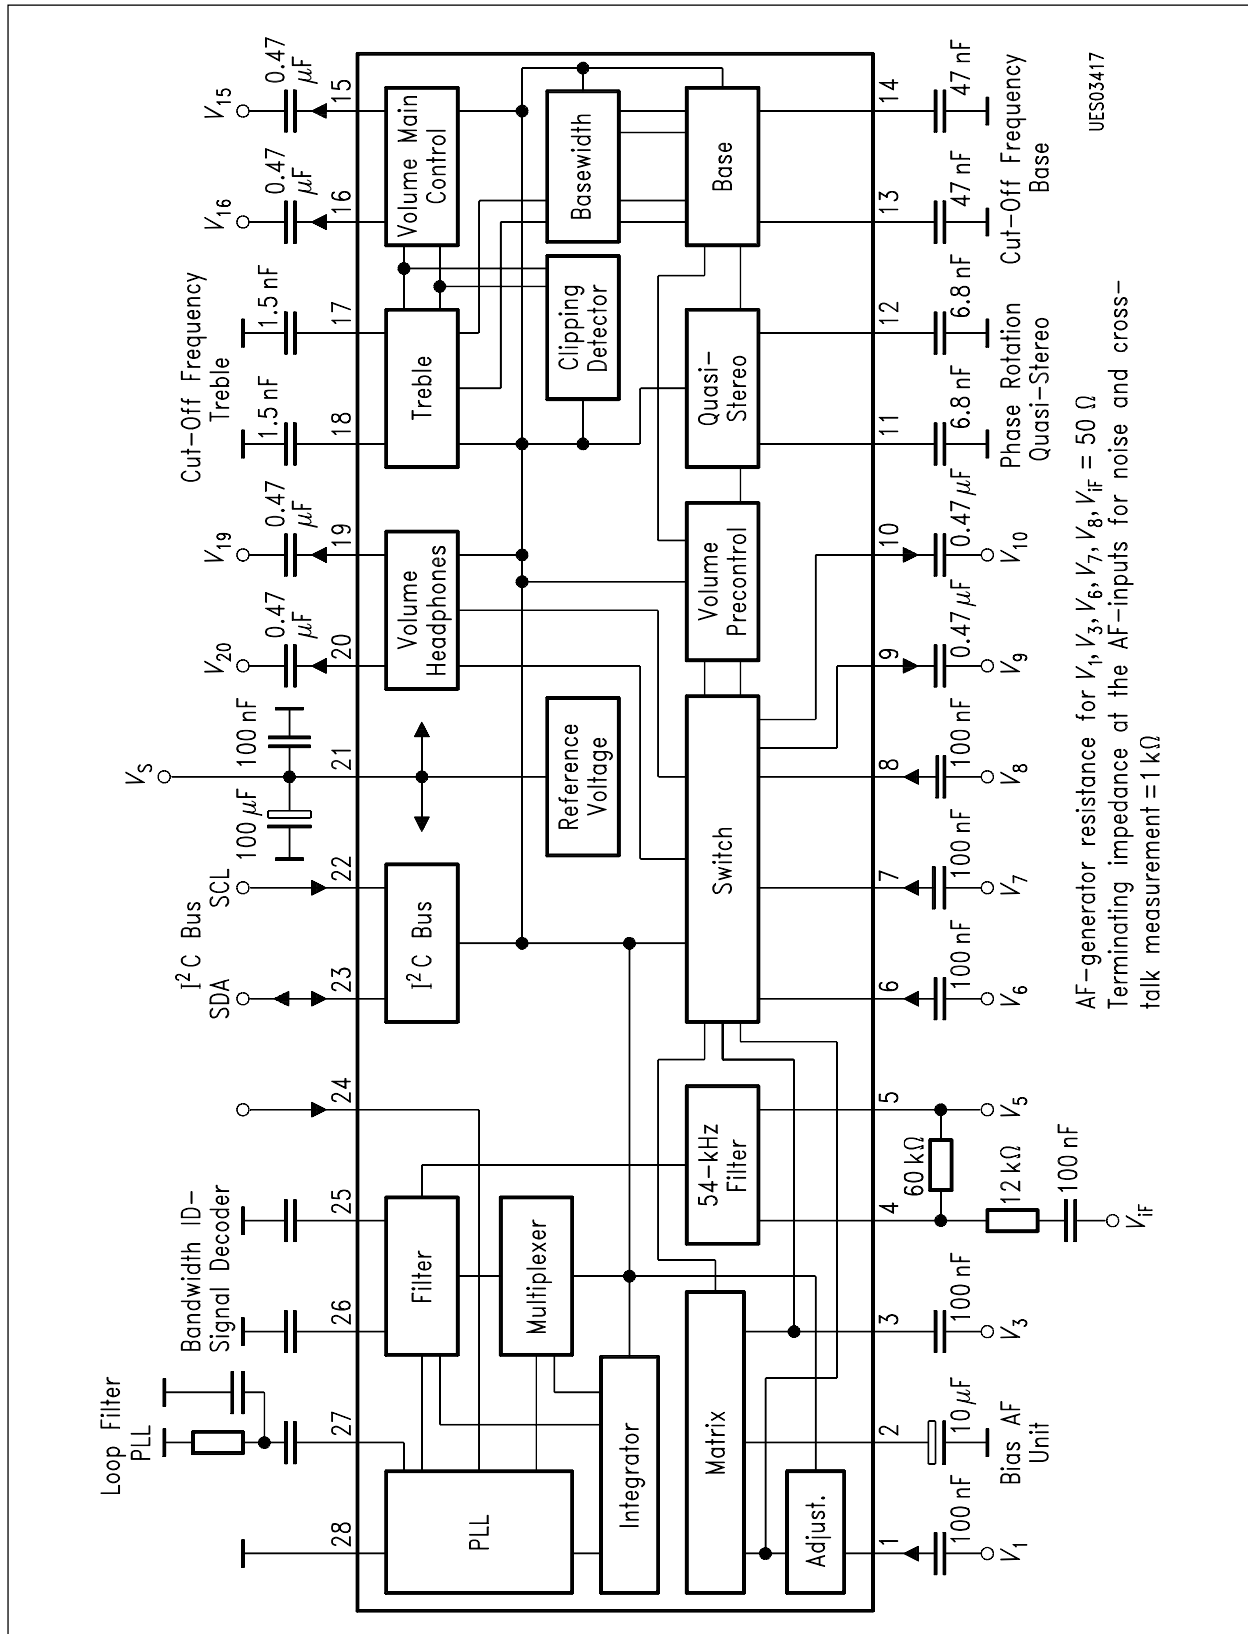 Loop Filter
PLL
Bandwidth ID-
Signal Decoder
I²C Bus
SDA
SCL
V_S
100 μF
100 nF
V₂₀
0.47
μF
V₁₉
0.47
μF
Cut-Off Frequency
Treble
1.5 nF
1.5 nF
V₁₆
0.47
μF
V₁₅
0.47
μF
28
27
26
25
24
23
22
21
20
19
18
17
16
15
PLL
Filter
I²C Bus
Volume
Headphones
Treble
Volume Main
Control
Multiplexer
Integrator
Reference
Voltage
Clipping
Detector
Basewidth
Matrix
54-kHz
Filter
Switch
Volume
Precontrol
Quasi-
Stereo
Base
Adjust.
1
2
3
4
5
6
7
8
9
10
11
12
13
14
100 nF
V₁
10 μF
Bias AF
Unit
100 nF
V₃
60 kΩ
12 kΩ
100 nF
V_iF
V₅
100 nF
V₆
100 nF
V₇
100 nF
V₈
0.47 μF
V₉
0.47 μF
V₁₀
6.8 nF
6.8 nF
Phase Rotation
Quasi-Stereo
47 nF
47 nF
Cut-Off Frequency
Base
AF-generator resistance for V₁, V₃, V₆, V₇, V₈, V_iF = 50 Ω
Terminating impedance at the AF-inputs for noise and cross-
talk measurement = 1 kΩ
UES03417